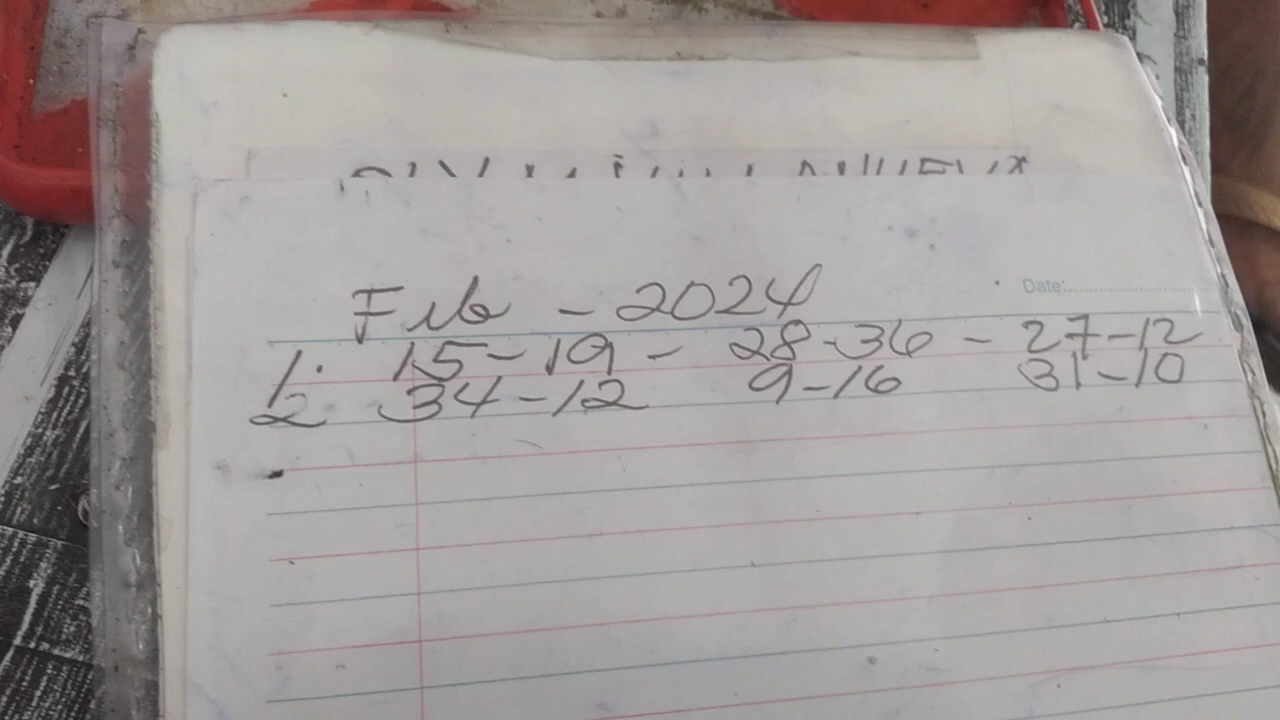 Date:
Feb - 2024
1. 15-19 - 28-36 - 27-12
2 34-12 9-16 31-10